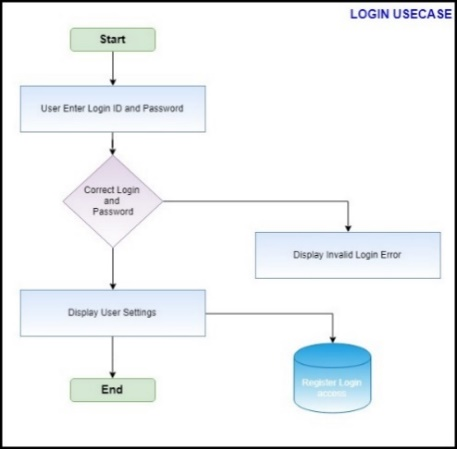 LOGIN USECASE
Start
User Enter Login ID and Password
Correct Login
and
Password
Display Invalid Login Error
Display User Settings
Register Login
access
End